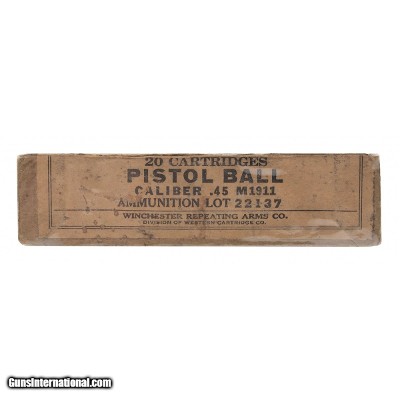 20 CARTRIDGES
PISTOL BALL
CALIBER .45 M1911
AMMUNITION LOT 22137
WINCHESTER REPEATING ARMS CO.
DIVISION OF WESTERN CARTRIDGE CO.
GunsInternational.com